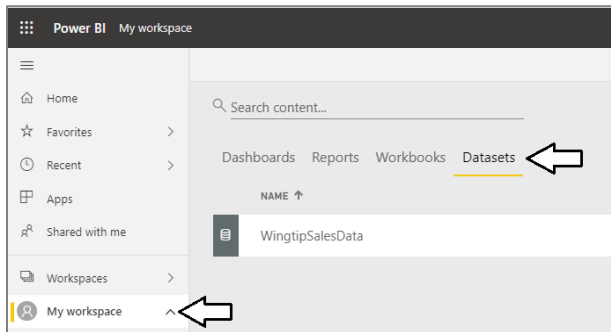 Power BI My workspace
Home
Favorites
Recent
Apps
Shared with me
Workspaces
My workspace
Search content...
Dashboards Reports Workbooks Datasets
NAME ↑
WingtipSalesData